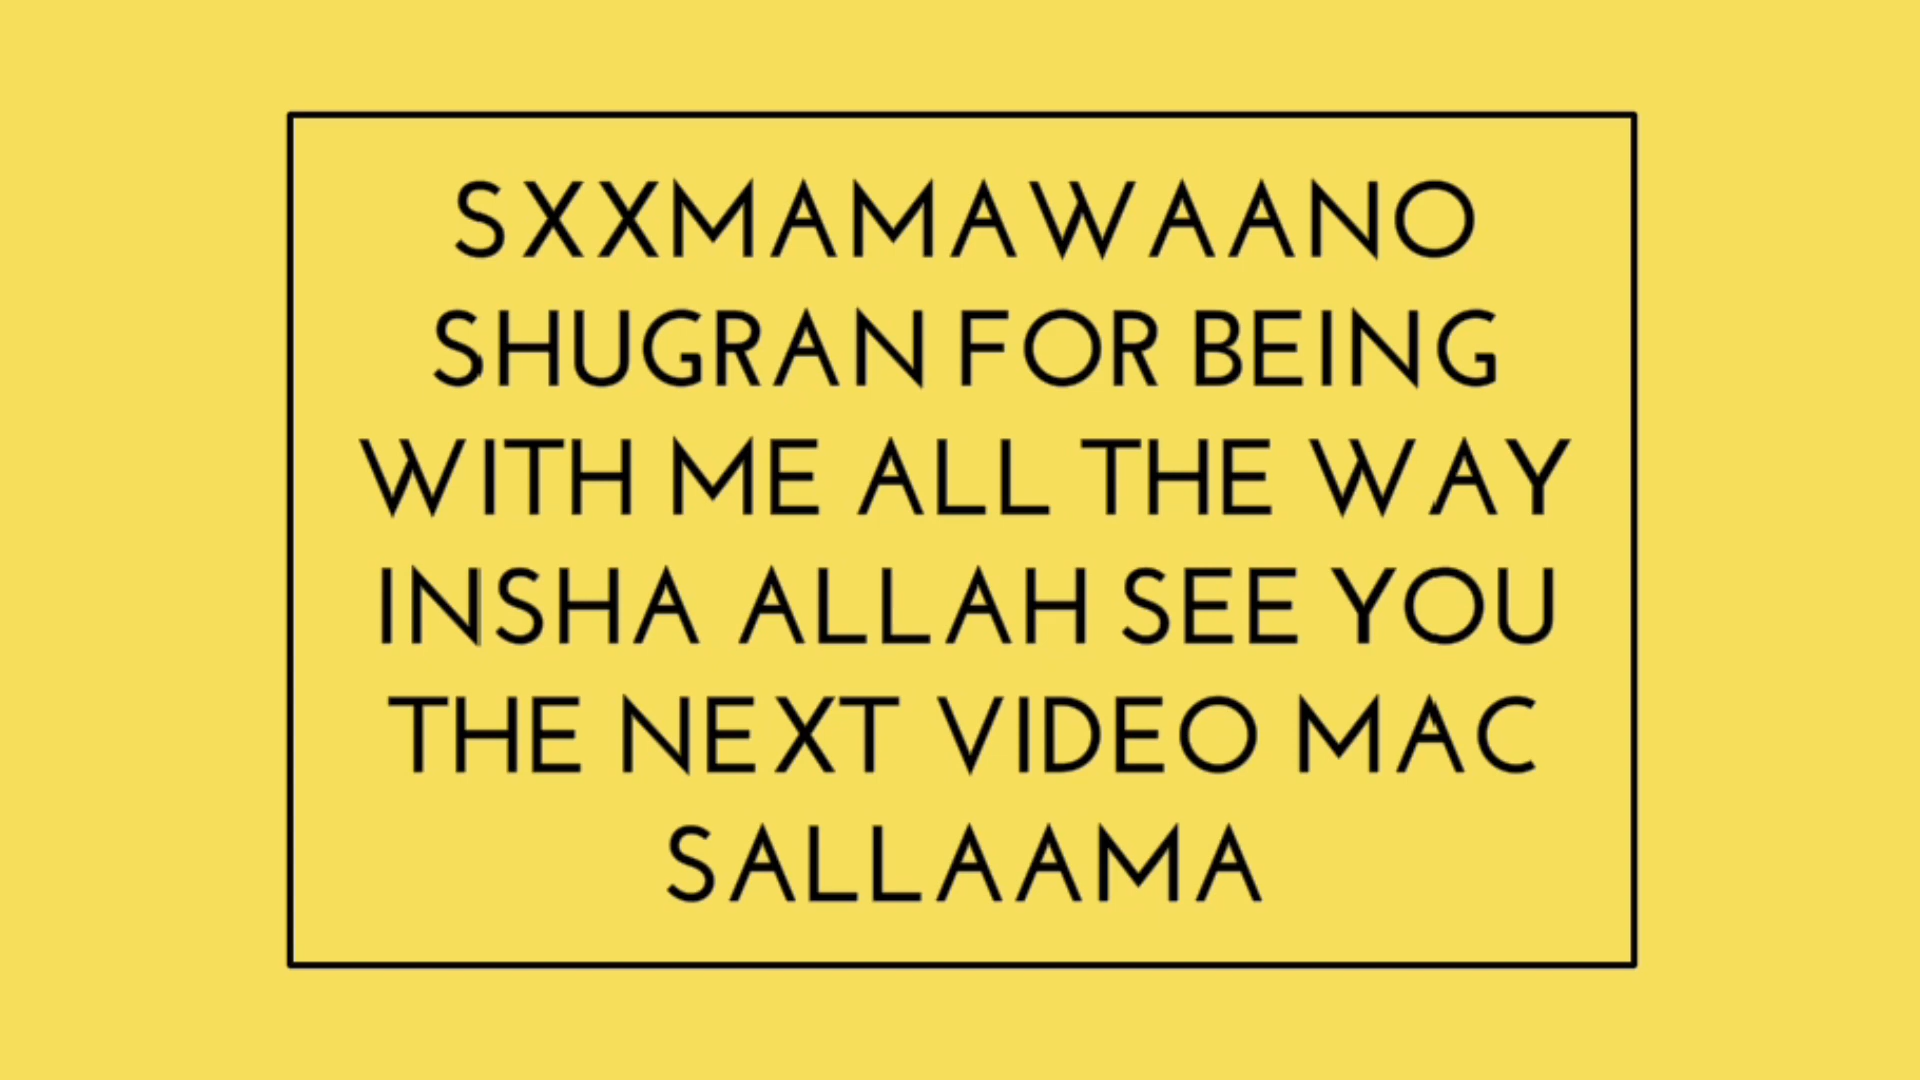 SXXMAMAWAANO
SHUGRAN FOR BEING
WITH ME ALL THE WAY
INSHA ALLAH SEE YOU
THE NEXT VIDEO MAC
SALLAAMA